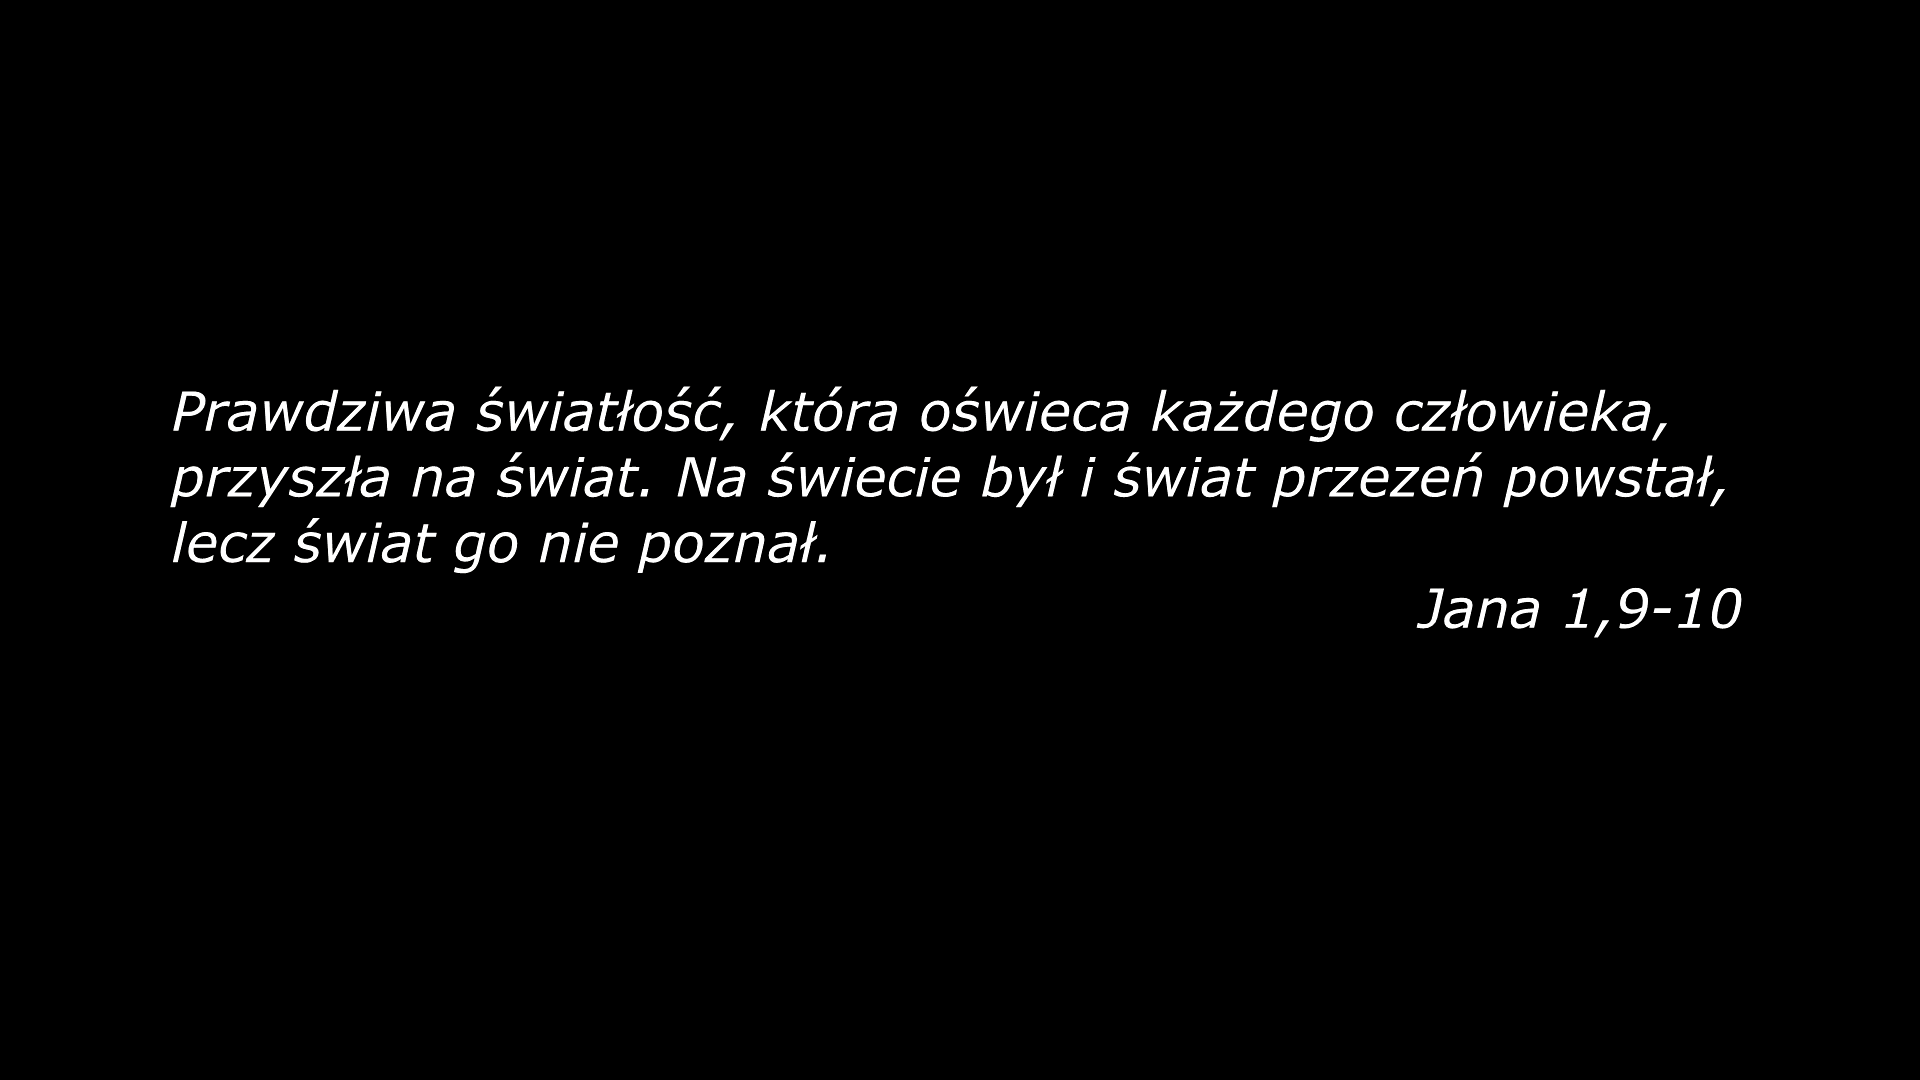 Prawdziwa światłość, która oświeca każdego człowieka,
przyszła na świat. Na świecie był i świat przezeń powstał,
lecz świat go nie poznał.
Jana 1,9-10